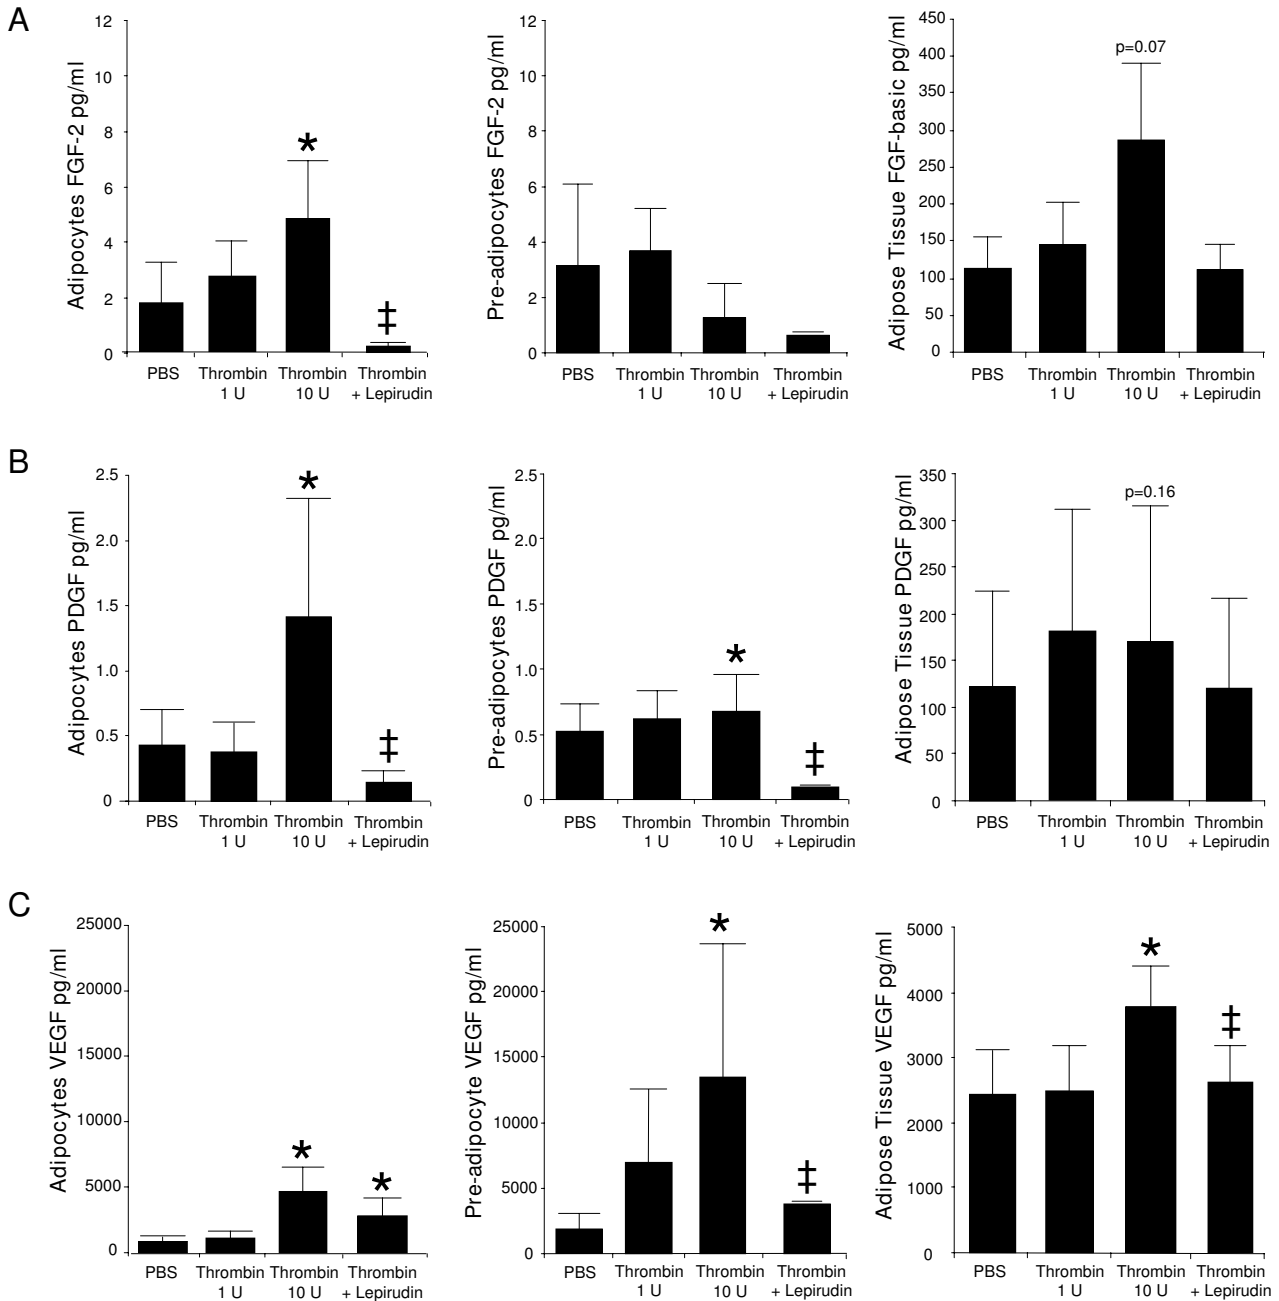 A
Adipocytes FGF-2 pg/ml
12
10
8
6
4
2
0
*
‡
PBS
Thrombin
1 U
Thrombin
10 U
Thrombin
+ Lepirudin
Pre-adipocytes FGF-2 pg/ml
12
10
8
6
4
2
0
PBS
Thrombin
1 U
Thrombin
10 U
Thrombin
+ Lepirudin
Adipose Tissue FGF-basic pg/ml
450
400
350
300
250
200
150
100
50
0
p=0.07
PBS
Thrombin
1 U
Thrombin
10 U
Thrombin
+ Lepirudin
B
Adipocytes PDGF pg/ml
2.5
2.0
1.5
1.0
0.5
0
*
‡
PBS
Thrombin
1 U
Thrombin
10 U
Thrombin
+ Lepirudin
Pre-adipocytes PDGF pg/ml
2.5
2.0
1.5
1.0
0.5
0
*
‡
PBS
Thrombin
1 U
Thrombin
10 U
Thrombin
+ Lepirudin
Adipose Tissue PDGF pg/ml
350
300
250
200
150
100
50
0
p=0.16
PBS
Thrombin
1 U
Thrombin
10 U
Thrombin
+ Lepirudin
C
Adipocytes VEGF pg/ml
25000
20000
15000
10000
5000
0
*
*
PBS
Thrombin
1 U
Thrombin
10 U
Thrombin
+ Lepirudin
Pre-adipocyte VEGF pg/ml
25000
20000
15000
10000
5000
0
*
‡
PBS
Thrombin
1 U
Thrombin
10 U
Thrombin
+ Lepirudin
Adipose Tissue VEGF pg/ml
5000
4000
3000
2000
1000
0
*
‡
PBS
Thrombin
1 U
Thrombin
10 U
Thrombin
+ Lepirudin